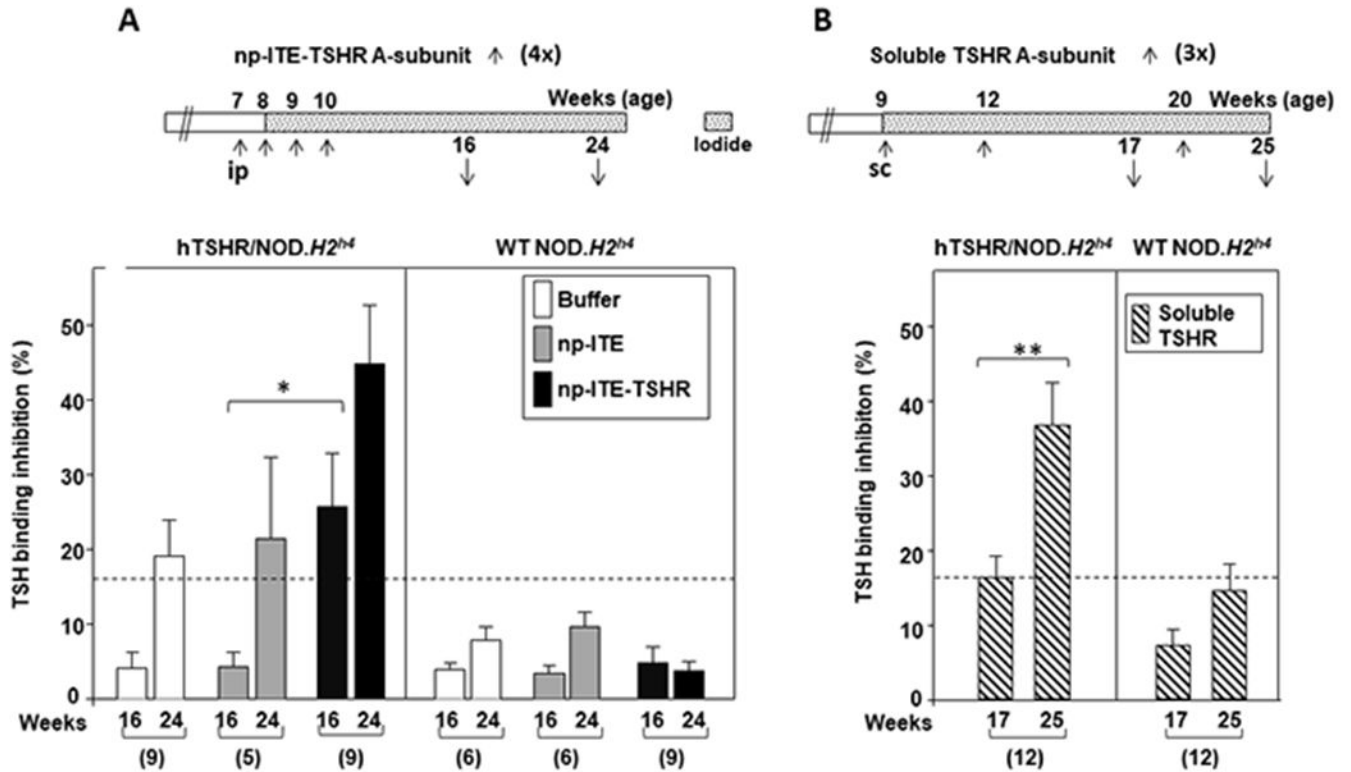 A
np-ITE-TSHR A-subunit ↑ (4x)
7 8 9 10 Weeks (age)
16 24
ip
Iodide
hTSHR/NOD.H2h4 WT NOD.H2h4
Buffer
np-ITE
np-ITE-TSHR
*
TSH binding inhibition (%)
50
40
30
20
10
0
Weeks 16 24 16 24 16 24 16 24 16 24 16 24
(9) (5) (9) (6) (6) (9)
B
Soluble TSHR A-subunit ↑ (3x)
9 12 20 Weeks (age)
17 25
sc
hTSHR/NOD.H2h4 WT NOD.H2h4
Soluble
TSHR
**
TSH binding inhibiton (%)
50
40
30
20
10
0
Weeks 17 25 17 25
(12) (12)